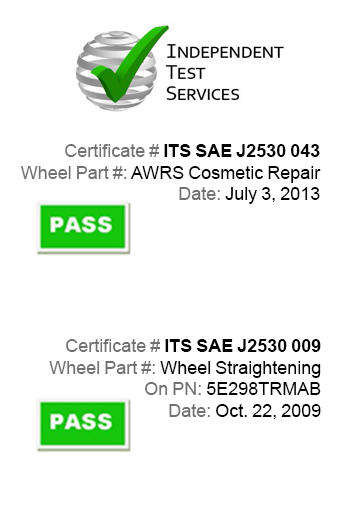 INDEPENDENT
TEST
SERVICES
Certificate # ITS SAE J2530 043
Wheel Part #: AWRS Cosmetic Repair
Date: July 3, 2013
PASS
Certificate # ITS SAE J2530 009
Wheel Part #: Wheel Straightening
On PN: 5E298TRMAB
Date: Oct. 22, 2009
PASS